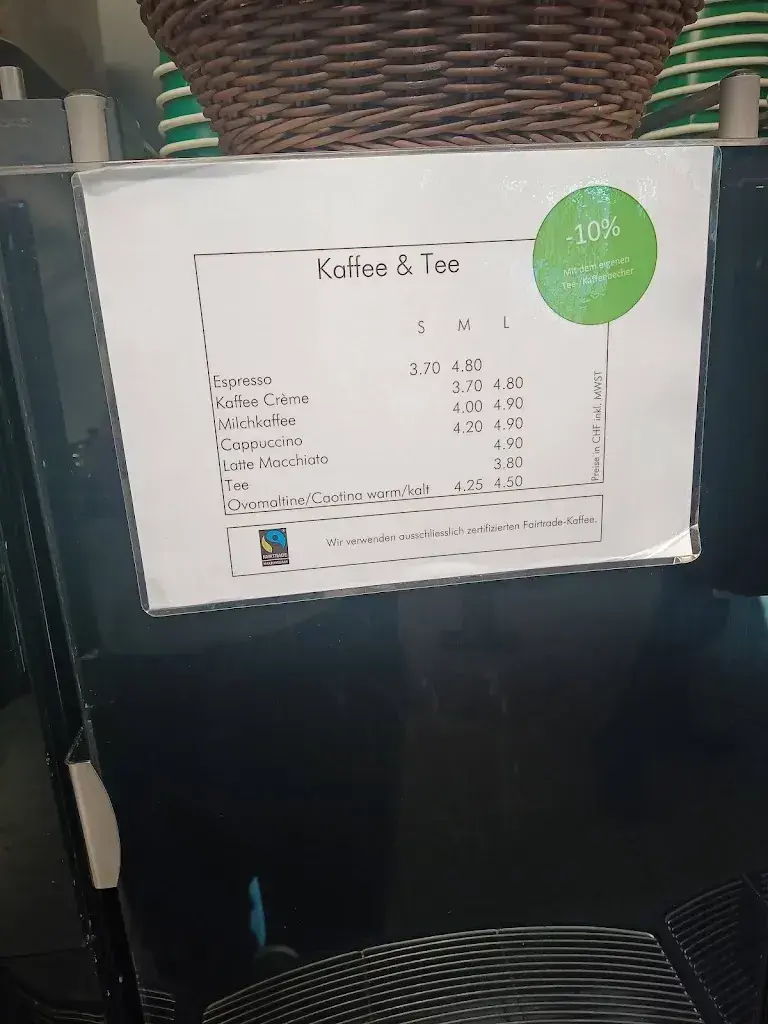 -10%
Mit dem eigenen
Tee-/Kaffeebecher
Kaffee & Tee
S M L
Espresso 3.70 4.80
Kaffee Crème 3.70 4.80
Milchkaffee 4.00 4.90
Cappuccino 4.20 4.90
Latte Macchiato 4.90
Tee 3.80
Ovomaltine/Caotina warm/kalt 4.25 4.50
Preise in CHF inkl. MWST
FAIRTRADE
Wir verwenden ausschliesslich zertifizierten Fairtrade-Kaffee.